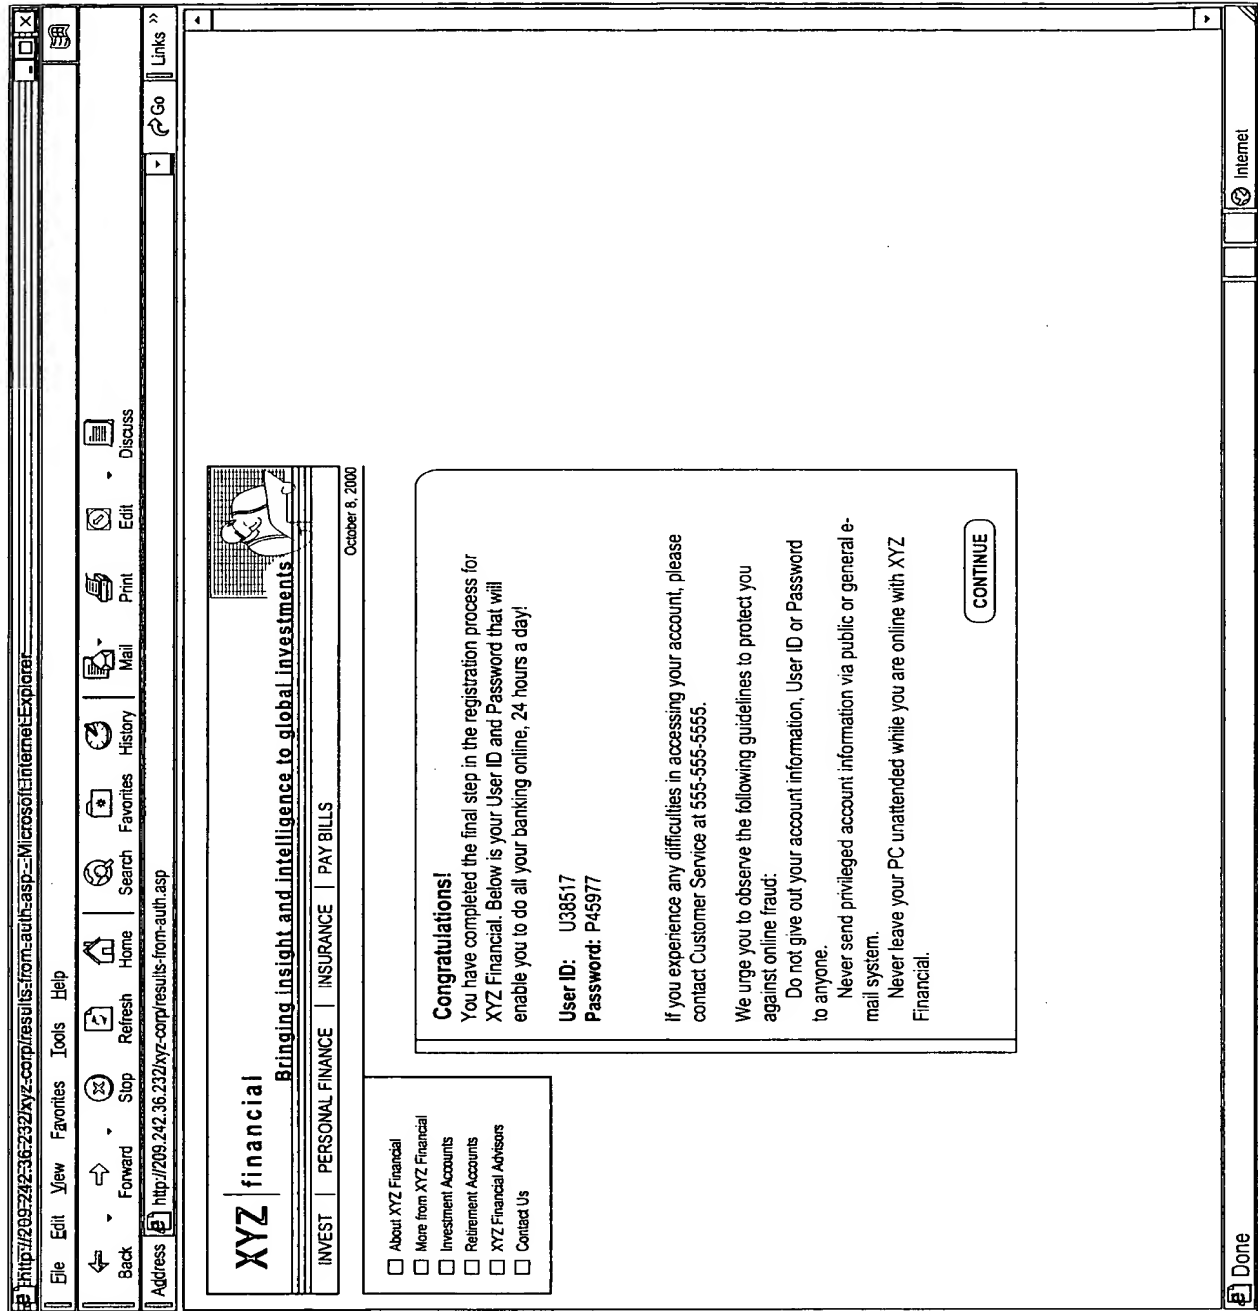 http://209.242.36.232/xyz-corp/results-from-auth-asp - Microsoft Internet Explorer
File Edit View Favorites Tools Help
Back Forward Stop Refresh Home Search Favorites History Mail Print Edit Discuss
Address http://209.242.36.232/xyz-corp/results-from-auth.asp Go Links »
XYZ financial
Bringing insight and intelligence to global investments
INVEST | PERSONAL FINANCE | INSURANCE | PAY BILLS
October 8, 2000
About XYZ Financial
More from XYZ Financial
Investment Accounts
Retirement Accounts
XYZ Financial Advisors
Contact Us
Congratulations!
You have completed the final step in the registration process for
XYZ Financial. Below is your User ID and Password that will
enable you to do all your banking online, 24 hours a day!
User ID: U38517
Password: P45977
If you experience any difficulties in accessing your account, please
contact Customer Service at 555-555-5555.
We urge you to observe the following guidelines to protect you
against online fraud:
Do not give out your account information, User ID or Password
to anyone.
Never send privileged account information via public or general e-
mail system.
Never leave your PC unattended while you are online with XYZ
Financial.
CONTINUE
Done
Internet